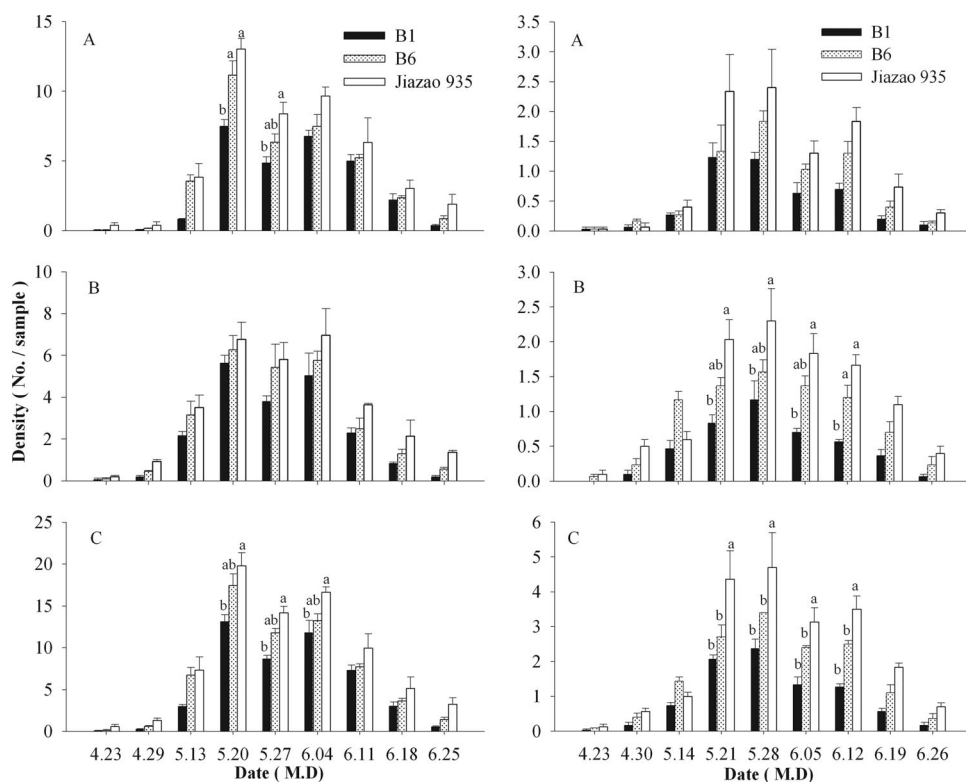 A
B1
B6
Jiazao 935
15
10
5
0
b
a
a
b
ab
a
A
B1
B6
Jiazao 935
3.5
3.0
2.5
2.0
1.5
1.0
0.5
0.0
Density ( No. / sample )
B
10
8
6
4
2
0
B
3.0
2.5
2.0
1.5
1.0
0.5
0.0
b
ab
a
b
ab
a
b
ab
a
b
a
a
C
25
20
15
10
5
0
b
ab
a
b
ab
a
b
ab
a
4.23
4.29
5.13
5.20
5.27
6.04
6.11
6.18
6.25
Date ( M.D )
C
6
5
4
3
2
1
0
b
b
a
b
b
a
b
b
a
b
b
a
4.23
4.30
5.14
5.21
5.28
6.05
6.12
6.19
6.26
Date ( M.D )